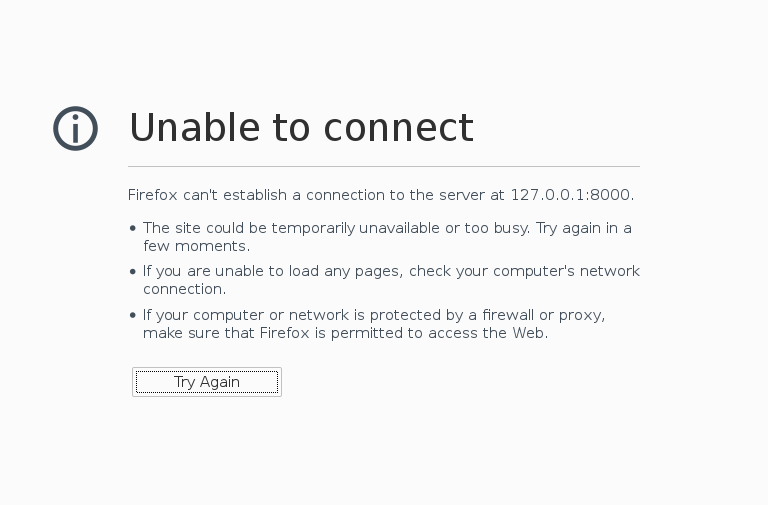 Unable to connect
Firefox can't establish a connection to the server at 127.0.0.1:8000.
• The site could be temporarily unavailable or too busy. Try again in a
few moments.
• If you are unable to load any pages, check your computer's network
connection.
• If your computer or network is protected by a firewall or proxy,
make sure that Firefox is permitted to access the Web.
Try Again